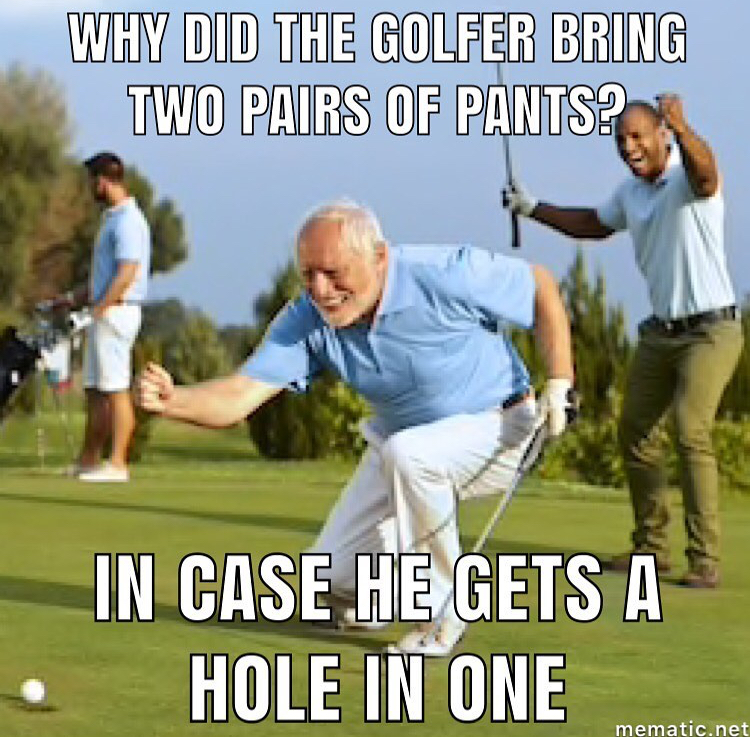 WHY DID THE GOLFER BRING
TWO PAIRS OF PANTS?
IN CASE HE GETS A
HOLE IN ONE
mematic.net